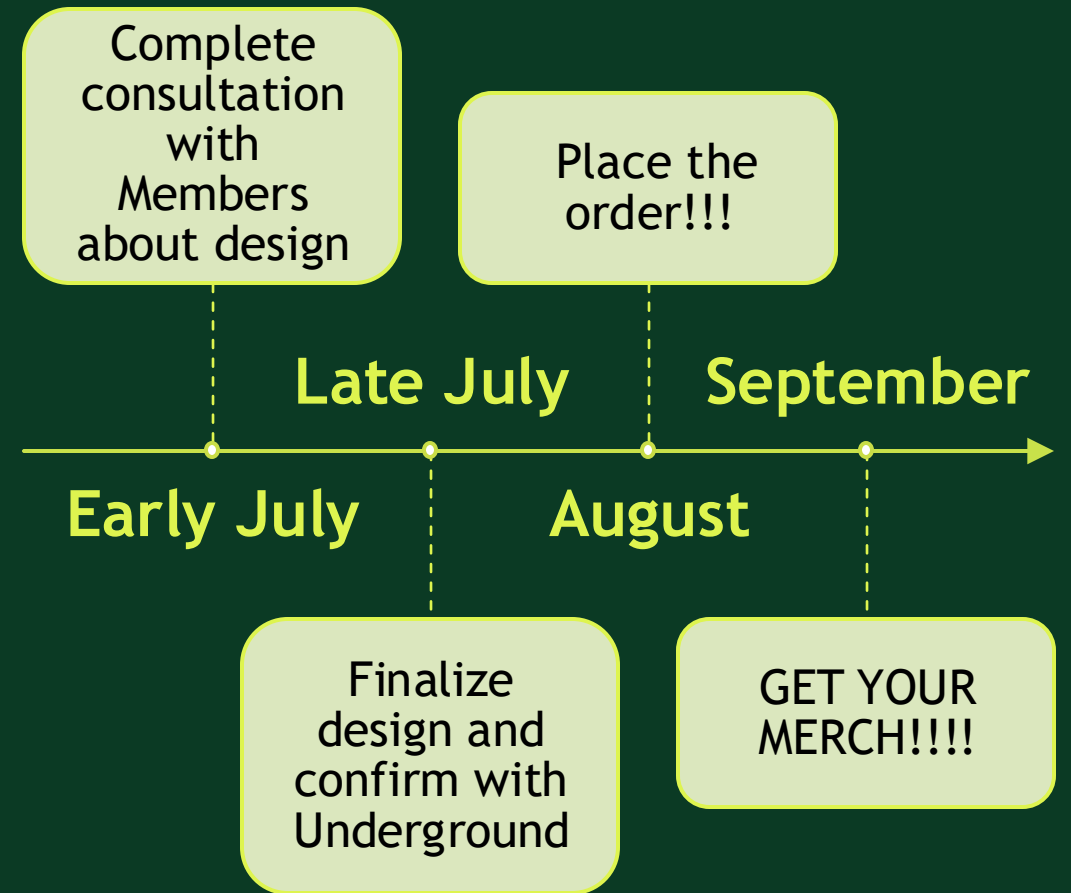 Complete
consultation
with
Members
about design
Place the
order!!!
Late July
September
Early July
August
Finalize
design and
confirm with
Underground
GET YOUR
MERCH!!!!